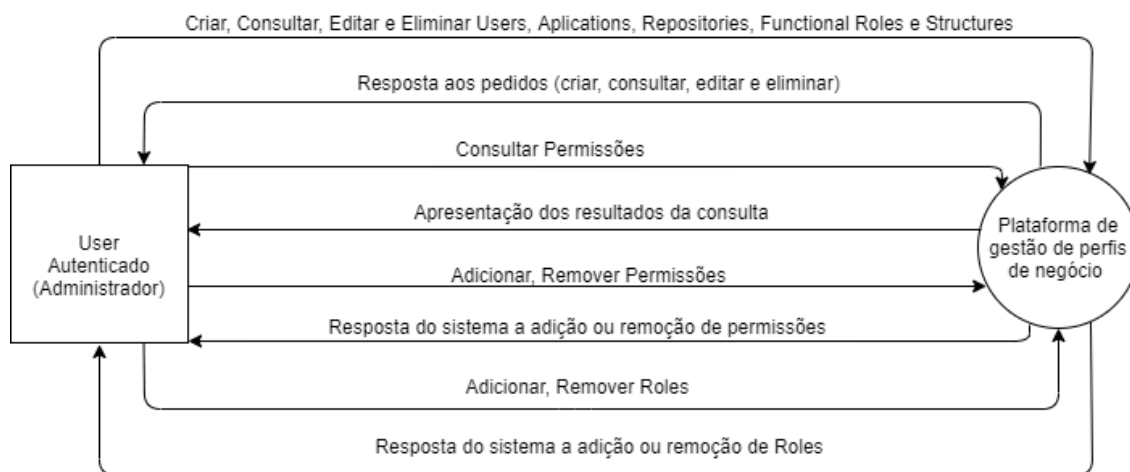 Criar, Consultar, Editar e Eliminar Users, Aplications, Repositories, Functional Roles e Structures
Resposta aos pedidos (criar, consultar, editar e eliminar)
Consultar Permissões
Apresentação dos resultados da consulta
User
Autenticado
(Administrador)
Plataforma de
gestão de perfis
de negócio
Adicionar, Remover Permissões
Resposta do sistema a adição ou remoção de permissões
Adicionar, Remover Roles
Resposta do sistema a adição ou remoção de Roles